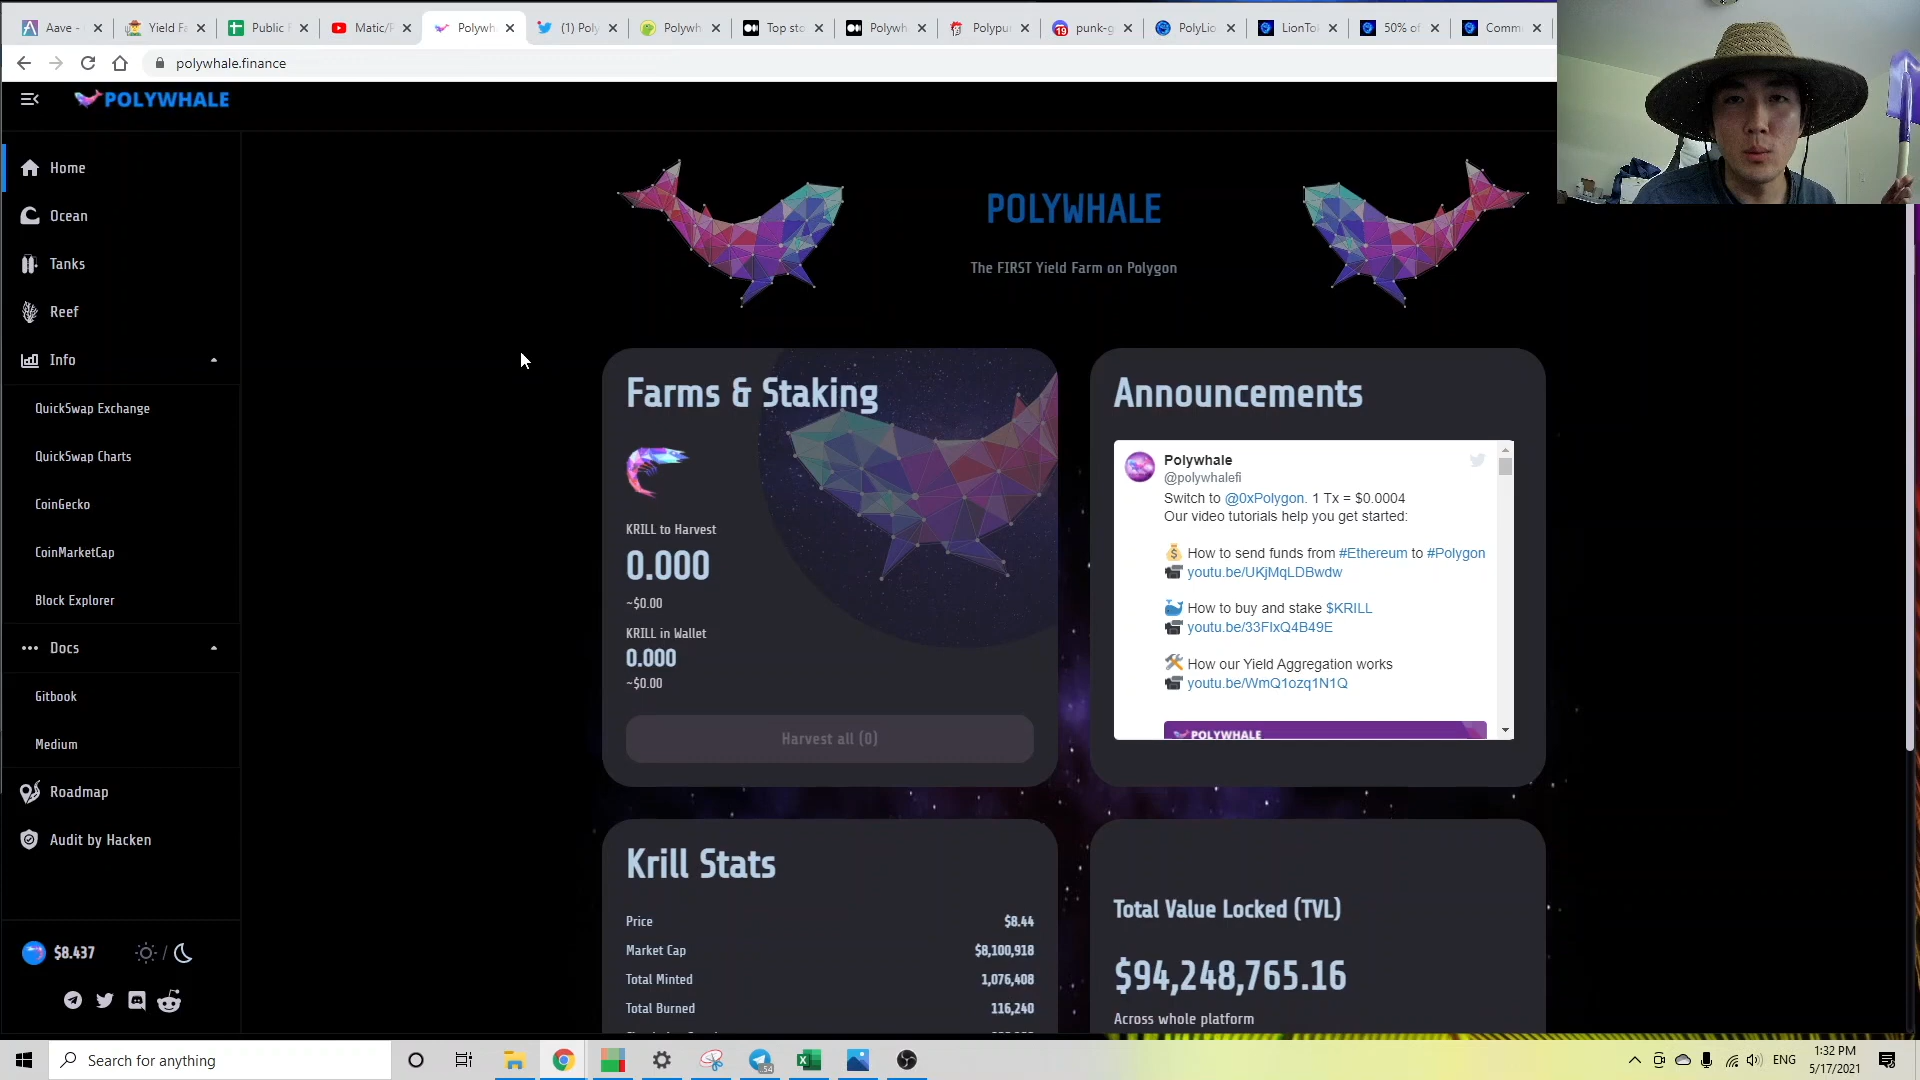 Aave -
Yield Fa
Public F
Matic/F
Polywh
(1) Poly
Polywh
Top sto
Polywh
Polypu
19
punk-g
PolyLio
LionTo
50% of
Comm
polywhale.finance
POLYWHALE
Home
Ocean
Tanks
Reef
Info
QuickSwap Exchange
QuickSwap Charts
CoinGecko
CoinMarketCap
Block Explorer
Docs
Gitbook
Medium
Roadmap
Audit by Hacken
$8.437
/
POLYWHALE
The FIRST Yield Farm on Polygon
Farms & Staking
KRILL to Harvest
0.000
~$0.00
KRILL in Wallet
0.000
~$0.00
Harvest all (0)
Announcements
Polywhale
@polywhalefi
Switch to @0xPolygon. 1 Tx = $0.0004
Our video tutorials help you get started:
How to send funds from #Ethereum to #Polygon
youtu.be/UKjMqLDBwdw
How to buy and stake $KRILL
youtu.be/33FIxQ4B49E
How our Yield Aggregation works
youtu.be/WmQ1ozq1N1Q
POLYWHALE
Krill Stats
Price $8.44
Market Cap $8,100,918
Total Minted 1,076,408
Total Burned 116,240
Total Value Locked (TVL)
$94,248,765.16
Across whole platform
Search for anything
54
ENG
1:32 PM
5/17/2021